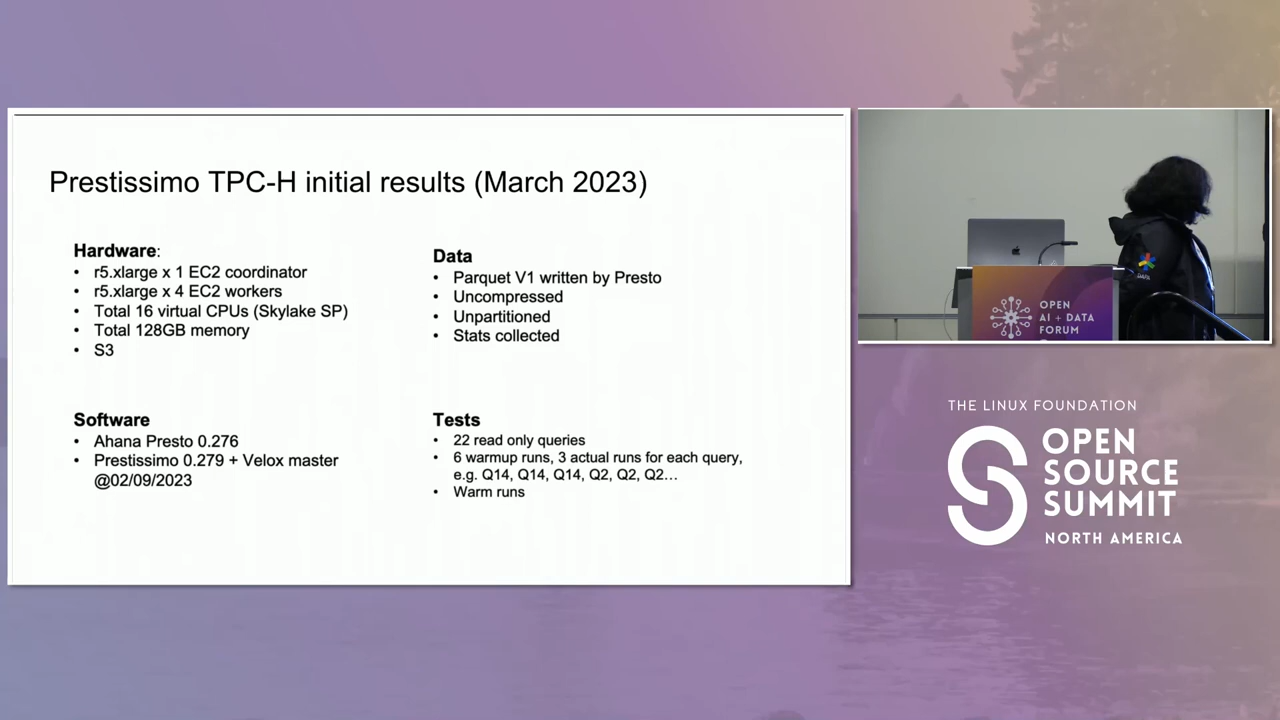 Prestissimo TPC-H initial results (March 2023)
Hardware:
• r5.xlarge x 1 EC2 coordinator
• r5.xlarge x 4 EC2 workers
• Total 16 virtual CPUs (Skylake SP)
• Total 128GB memory
• S3
Data
• Parquet V1 written by Presto
• Uncompressed
• Unpartitioned
• Stats collected
Software
• Ahana Presto 0.276
• Prestissimo 0.279 + Velox master
@02/09/2023
Tests
• 22 read only queries
• 6 warmup runs, 3 actual runs for each query,
e.g. Q14, Q14, Q14, Q2, Q2, Q2…
• Warm runs
OPEN
AI + DATA
FORUM
THE LINUX FOUNDATION
OPEN
SOURCE
SUMMIT
NORTH AMERICA